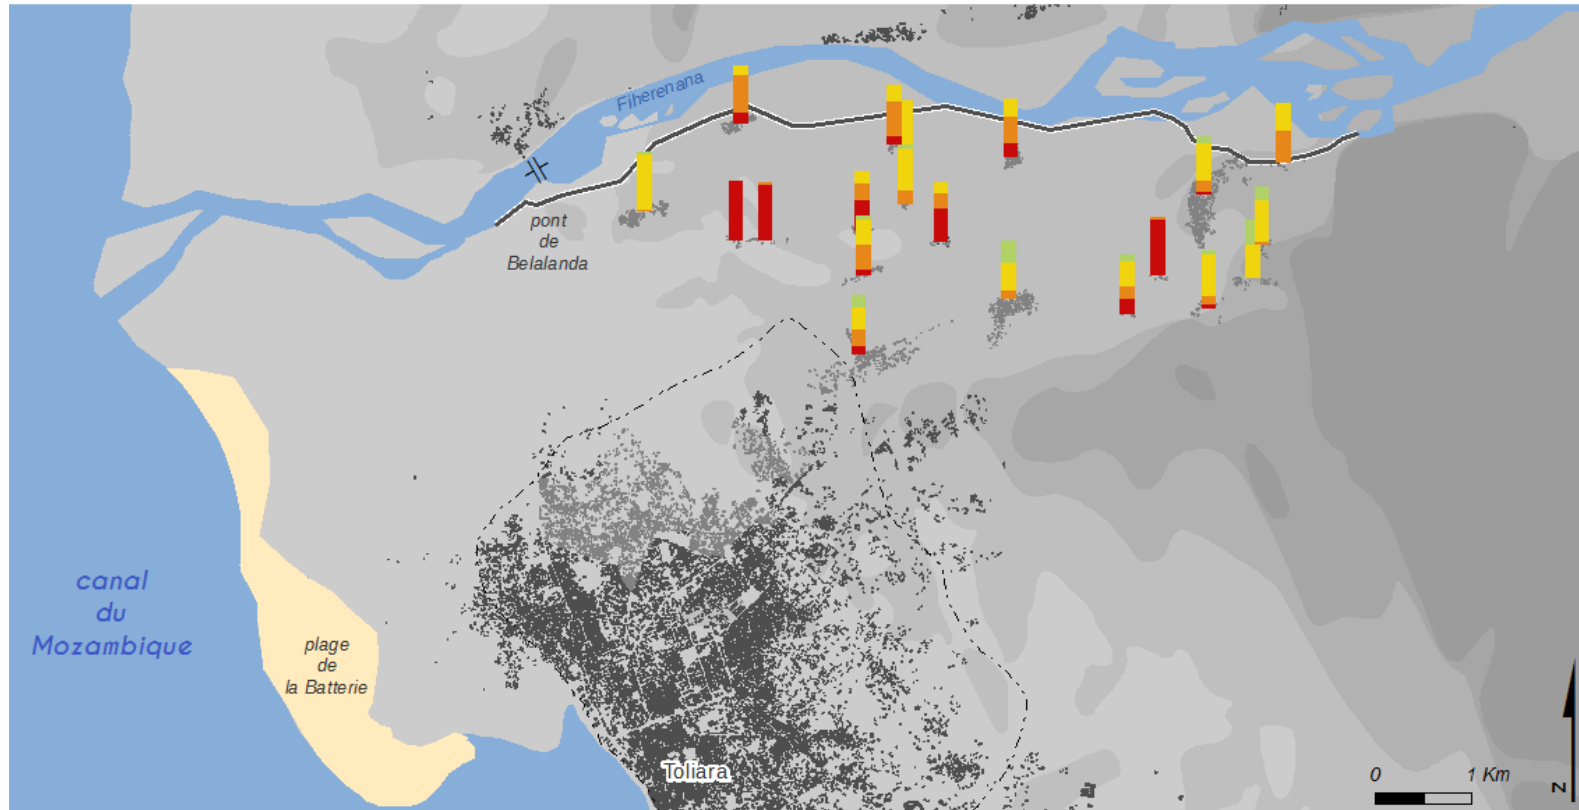 Fiherenana
pont
de
Belalanda
canal
du
Mozambique
plage
de
la Batterie
Toliara
0 1 Km
N